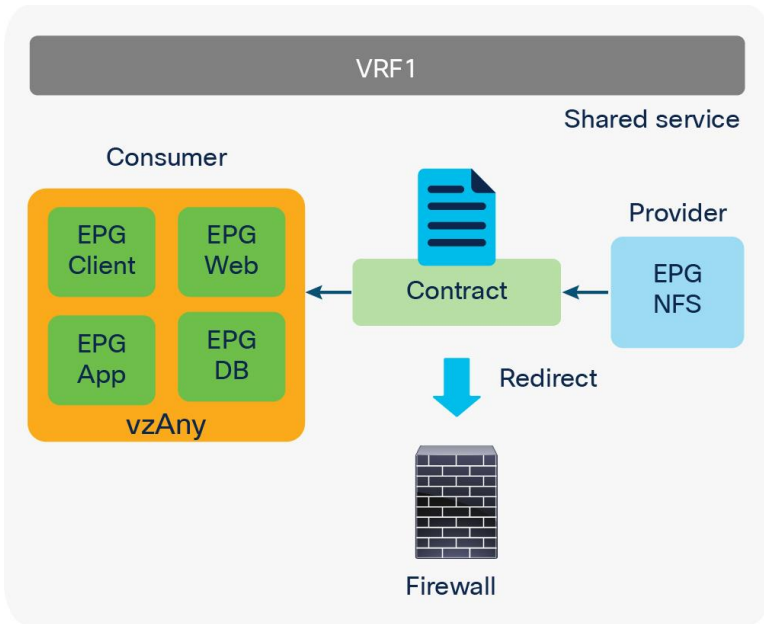 VRF1
Shared service
Consumer
Provider
EPG
Client
EPG
Web
EPG
App
EPG
DB
vzAny
Contract
EPG
NFS
Redirect
Firewall